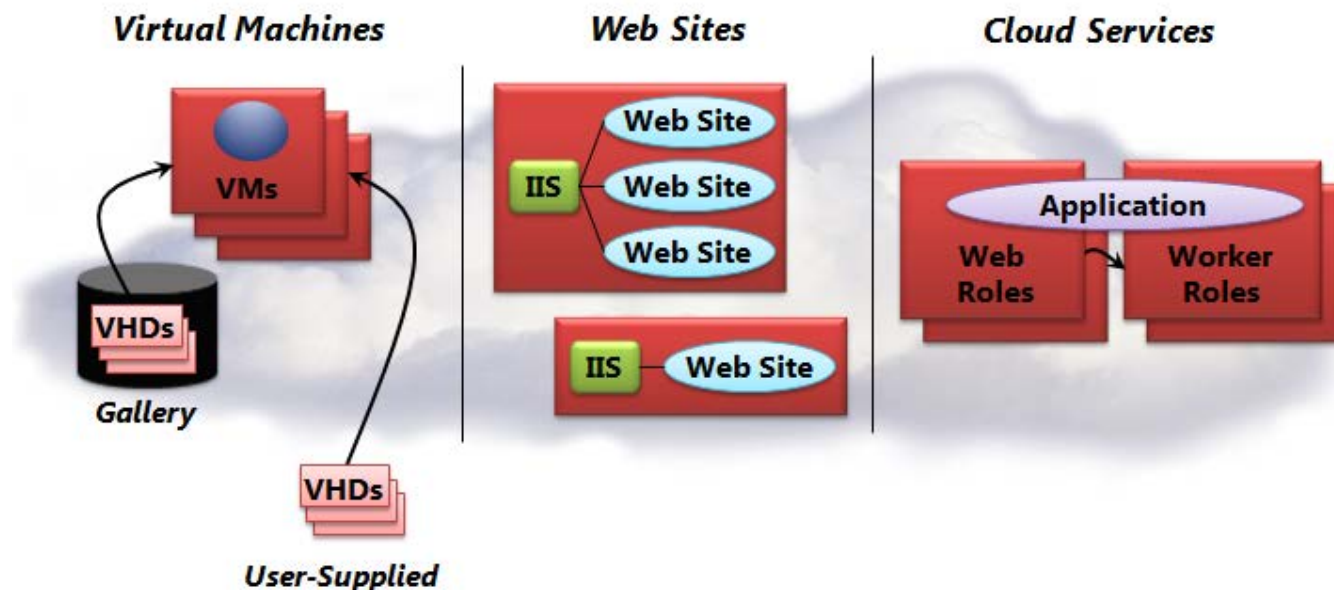 Virtual Machines
Web Sites
Cloud Services
VMs
VHDs
Gallery
VHDs
User-Supplied
IIS
Web Site
Web Site
Web Site
IIS
Web Site
Application
Web
Roles
Worker
Roles